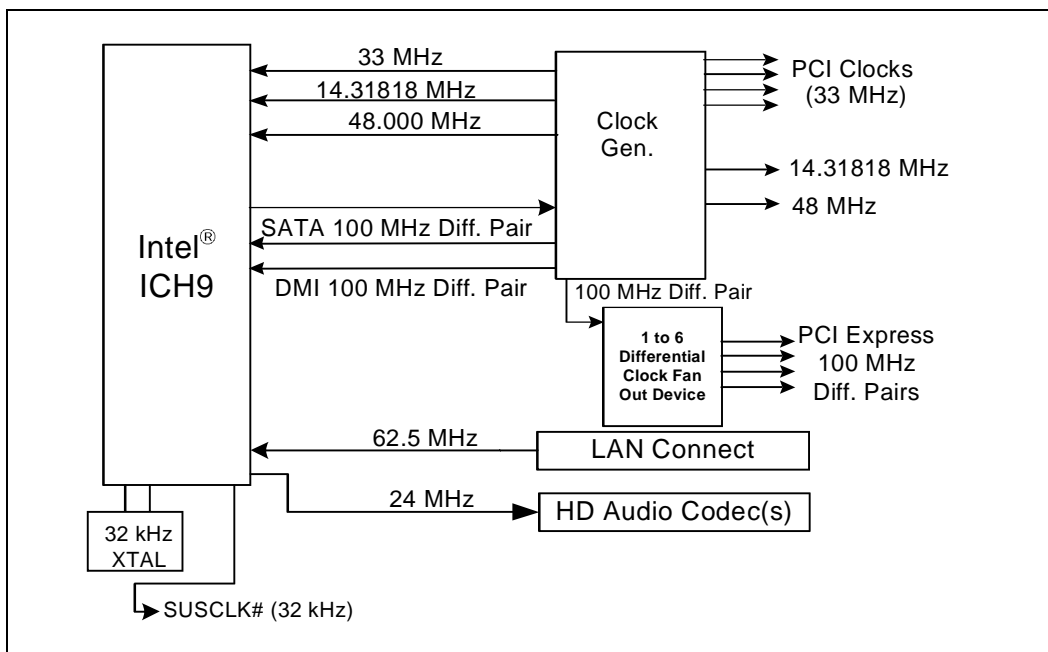 33 MHz
14.31818 MHz
48.000 MHz
PCI Clocks
(33 MHz)
Clock
Gen.
14.31818 MHz
48 MHz
SATA 100 MHz Diff. Pair
Intel®
ICH9
DMI 100 MHz Diff. Pair
100 MHz Diff. Pair
1 to 6
Differential
Clock Fan
Out Device
PCI Express
100 MHz
Diff. Pairs
62.5 MHz
LAN Connect
24 MHz
HD Audio Codec(s)
32 kHz
XTAL
SUSCLK# (32 kHz)